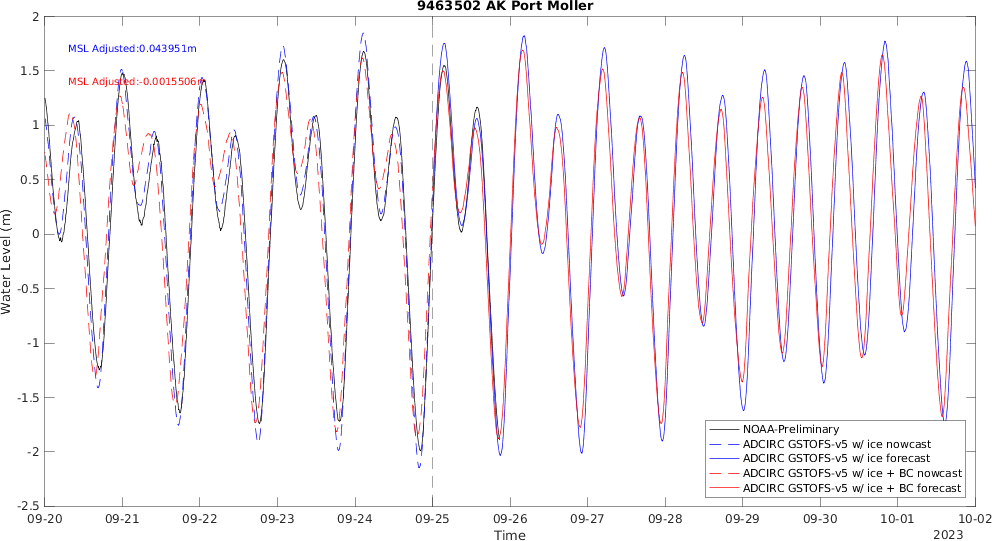 9463502 AK Port Moller
MSL Adjusted:0.043951m
MSL Adjusted:-0.0015506m
Water Level (m)
2
1.5
1
0.5
0
-0.5
-1
-1.5
-2
-2.5
NOAA-Preliminary
ADCIRC GSTOFS-v5 w/ ice nowcast
ADCIRC GSTOFS-v5 w/ ice forecast
ADCIRC GSTOFS-v5 w/ ice + BC nowcast
ADCIRC GSTOFS-v5 w/ ice + BC forecast
09-20 09-21 09-22 09-23 09-24 09-25 09-26 09-27 09-28 09-29 09-30 10-01 10-02
Time
2023